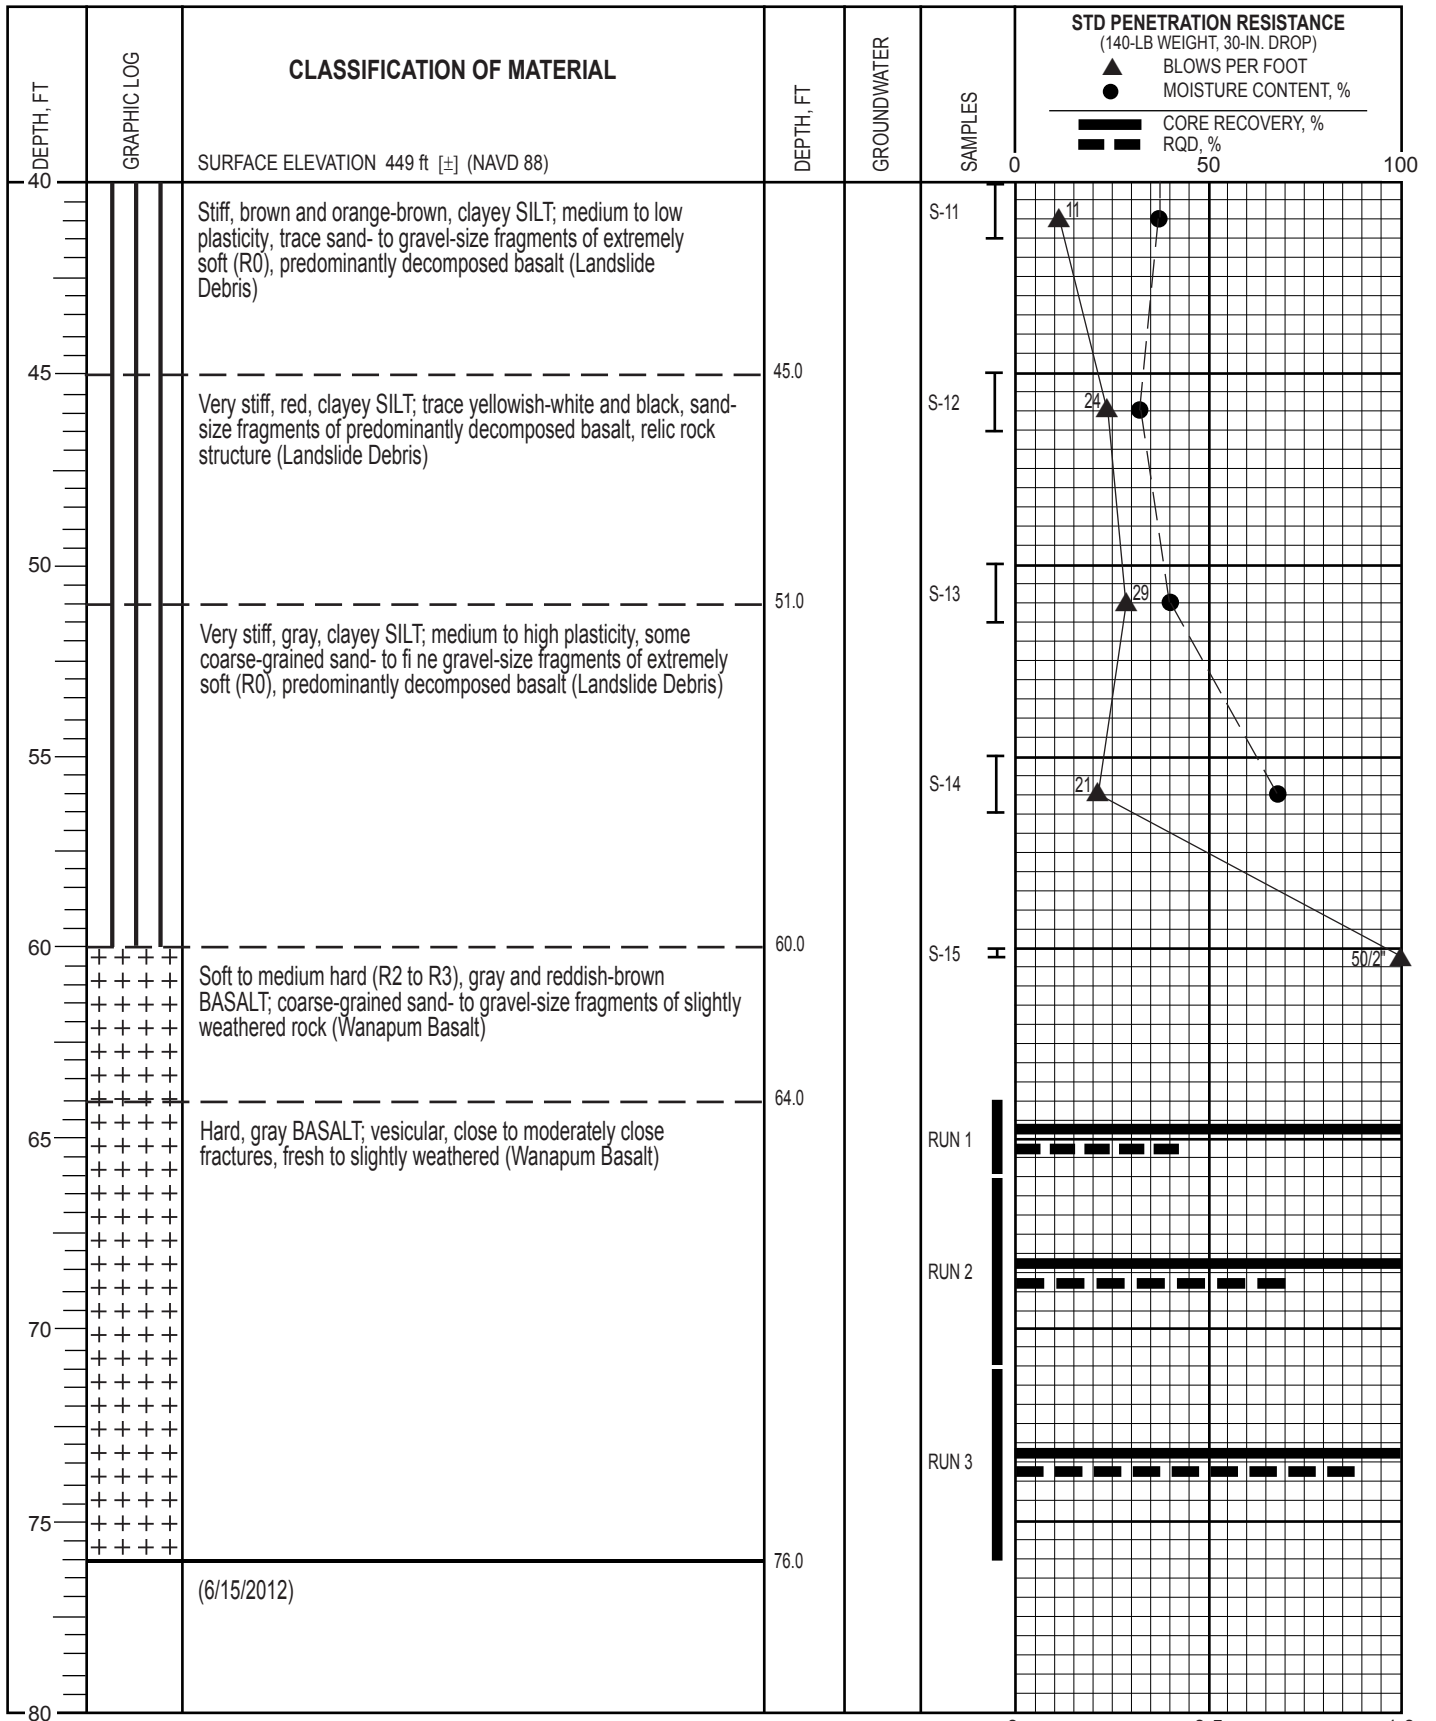 DEPTH, FT
GRAPHIC LOG
CLASSIFICATION OF MATERIAL
SURFACE ELEVATION 449 ft [±] (NAVD 88)
DEPTH, FT
GROUNDWATER
SAMPLES
STD PENETRATION RESISTANCE
(140-LB WEIGHT, 30-IN. DROP)
BLOWS PER FOOT
MOISTURE CONTENT, %
CORE RECOVERY, %
RQD, %
0 50 100
40
Stiff, brown and orange-brown, clayey SILT; medium to low
plasticity, trace sand- to gravel-size fragments of extremely
soft (R0), predominantly decomposed basalt (Landslide
Debris)
S-11
11
45
45.0
Very stiff, red, clayey SILT; trace yellowish-white and black, sand-
size fragments of predominantly decomposed basalt, relic rock
structure (Landslide Debris)
S-12
24
50
51.0
S-13
29
Very stiff, gray, clayey SILT; medium to high plasticity, some
coarse-grained sand- to fi ne gravel-size fragments of extremely
soft (R0), predominantly decomposed basalt (Landslide Debris)
55
S-14
21
60
60.0
S-15
50/2"
Soft to medium hard (R2 to R3), gray and reddish-brown
BASALT; coarse-grained sand- to gravel-size fragments of slightly
weathered rock (Wanapum Basalt)
64.0
Hard, gray BASALT; vesicular, close to moderately close
fractures, fresh to slightly weathered (Wanapum Basalt)
65
RUN 1
RUN 2
70
RUN 3
75
76.0
(6/15/2012)
80